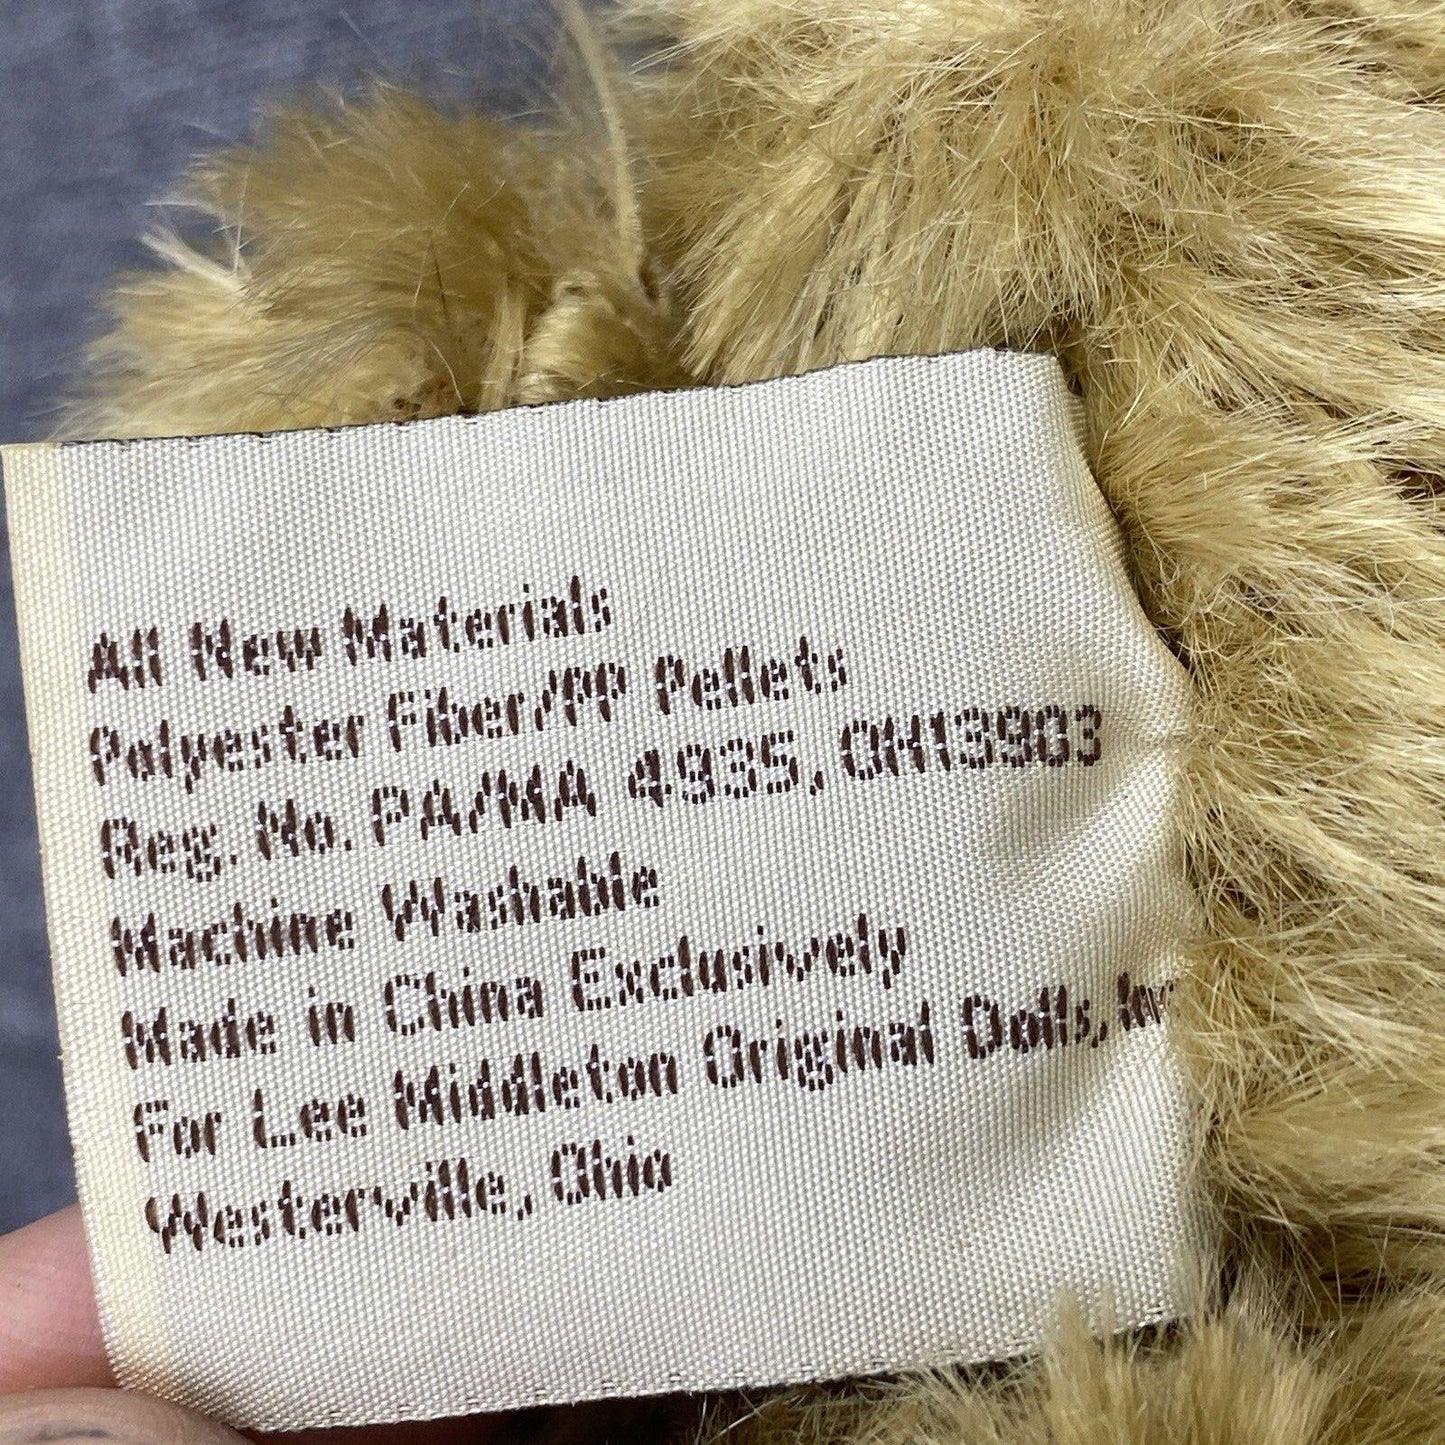 All New Materials
Polyester Fiber/PP Pellets
Reg. No. PA/MA 4935, OH13903
Machine Washable
Made in China Exclusively
For Lee Middleton Original Dolls, Inc
Westerville, Ohio